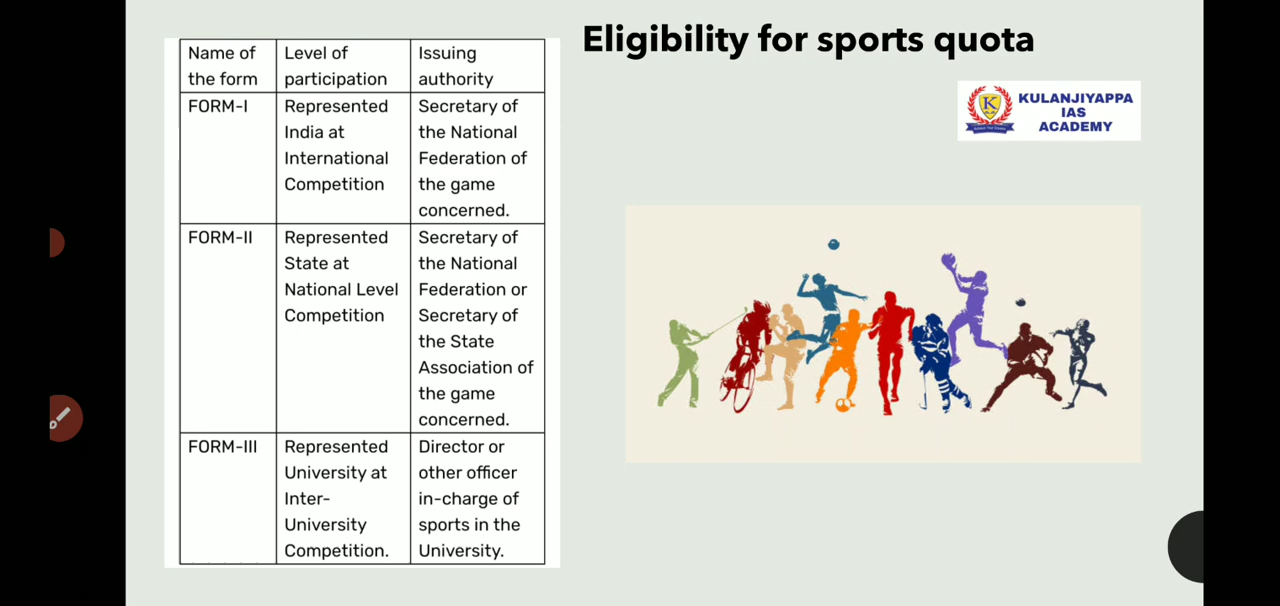 Eligibility for sports quota
KULANJIYAPPA
IAS
ACADEMY
K
Name of
the form
Level of
participation
Issuing
authority
FORM-I
Represented
India at
International
Competition
Secretary of
the National
Federation of
the game
concerned.
FORM-II
Represented
State at
National Level
Competition
Secretary of
the National
Federation or
Secretary of
the State
Association of
the game
concerned.
FORM-III
Represented
University at
Inter-
University
Competition.
Director or
other officer
in-charge of
sports in the
University.